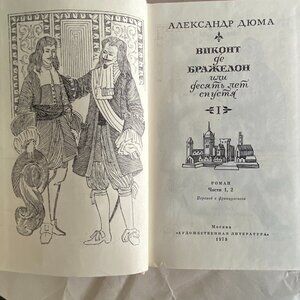 АЛЕКСАНДР ДЮМА
ВИКОНТ
де
БРАЖЕЛОН
или
десять лет
спустя
I
РОМАН
Части 1, 2
Перевод с французского
Москва
«ХУДОЖЕСТВЕННАЯ ЛИТЕРАТУРА»
1978